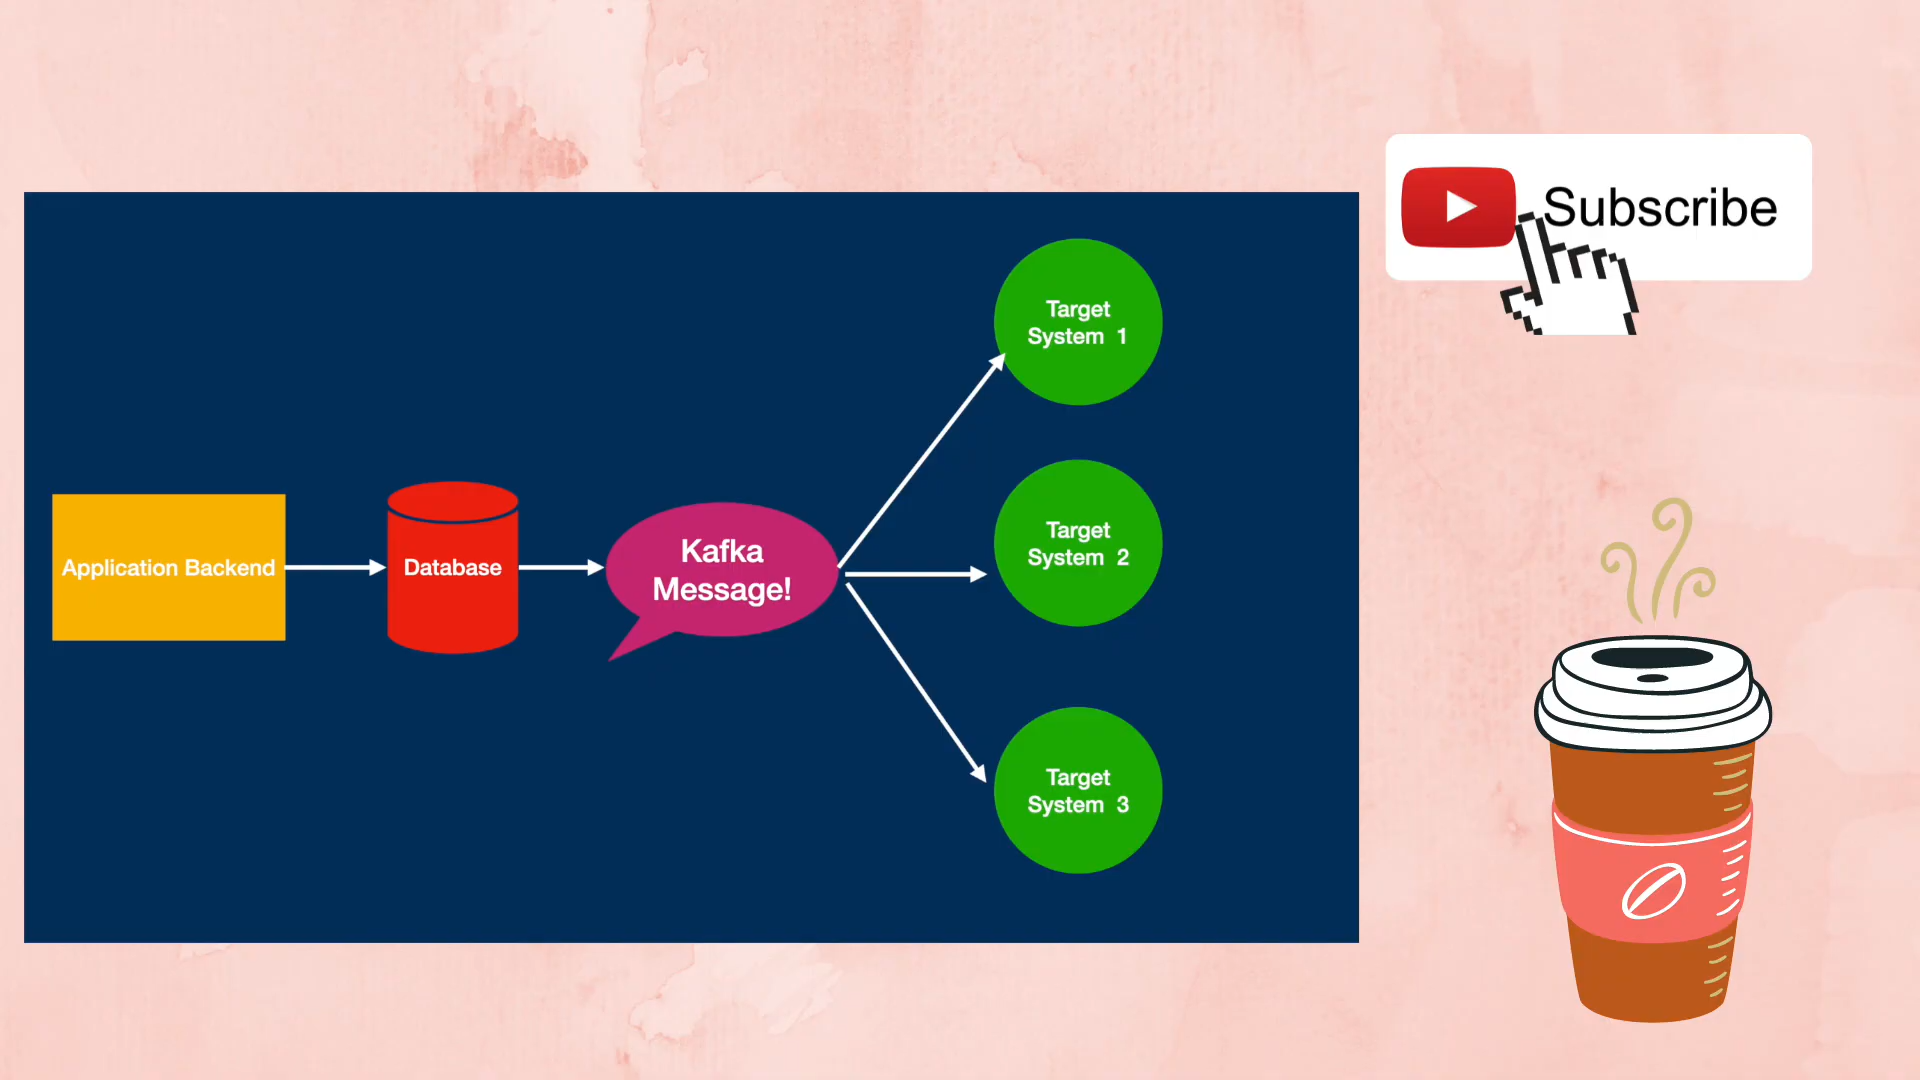 Subscribe
Target
System 1
Target
System 2
Application Backend
Database
Kafka
Message!
Target
System 3